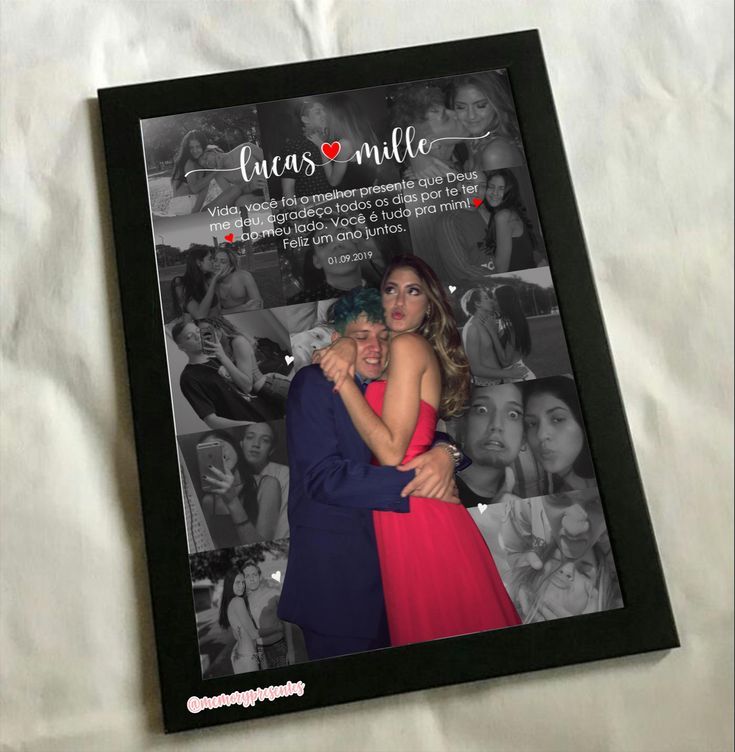 lucas mille
Vida, você foi o melhor presente que Deus
me deu, agradeço todos os dias por te ter
ao meu lado. Você é tudo pra mim!
Feliz um ano juntos.
01.09.2019
@memorypresentes